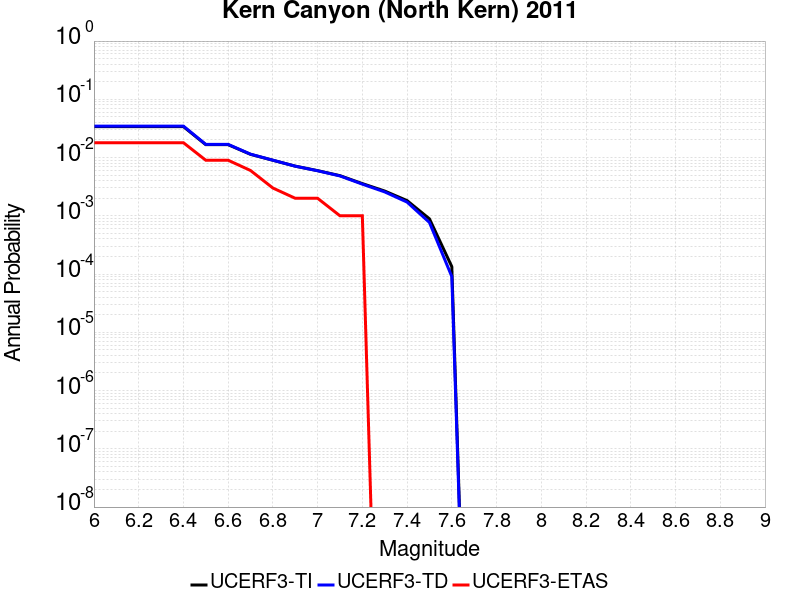 Kern Canyon (North Kern) 2011
10^0
10^-1
10^-2
10^-3
10^-4
10^-5
10^-6
10^-7
10^-8
Annual Probability
6 6.2 6.4 6.6 6.8 7 7.2 7.4 7.6 7.8 8 8.2 8.4 8.6 8.8 9
Magnitude
UCERF3-TI UCERF3-TD UCERF3-ETAS